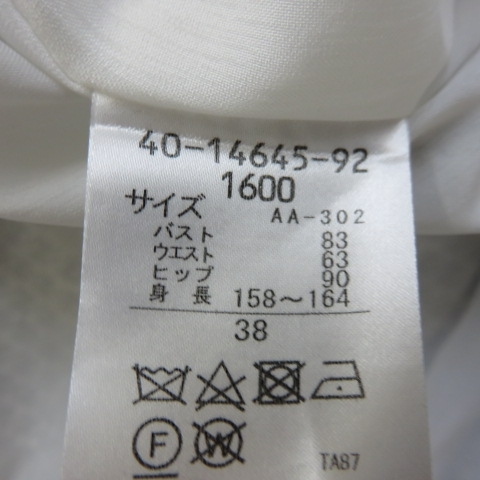 40-14645-92
1600
サイズ AA-302
バスト 83
ウエスト 63
ヒップ 90
身長 158〜164
38
F W
TA87